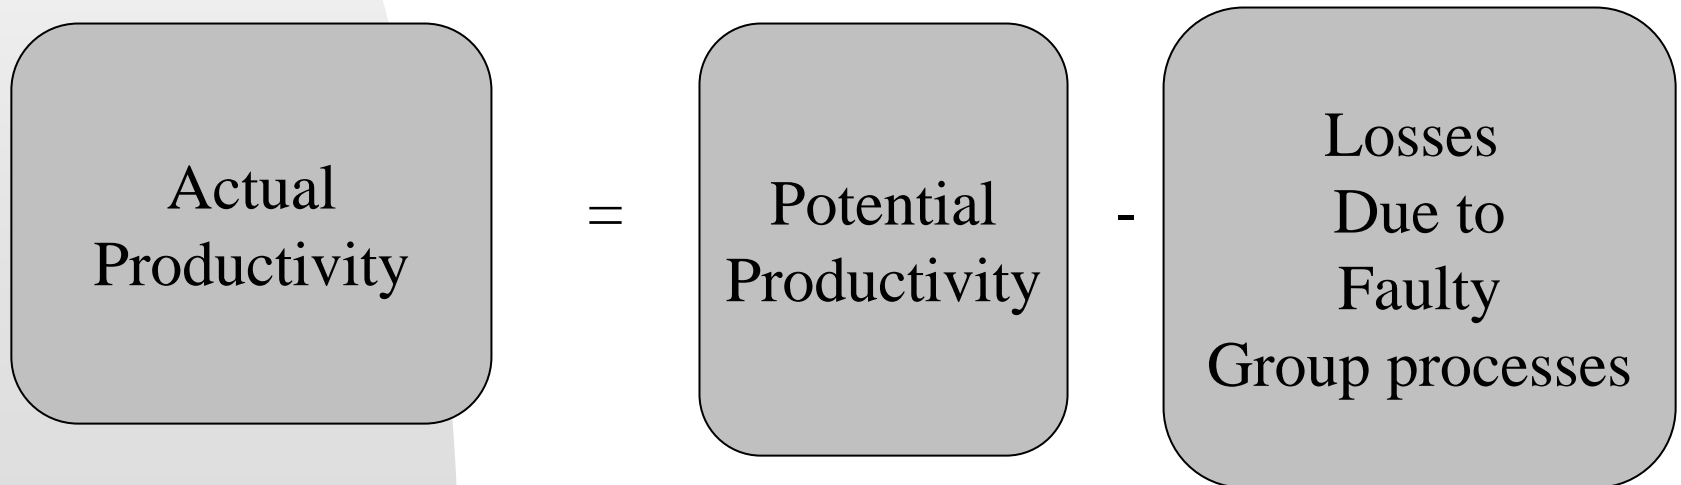 Actual
Productivity
=
Potential
Productivity
-
Losses
Due to
Faulty
Group processes